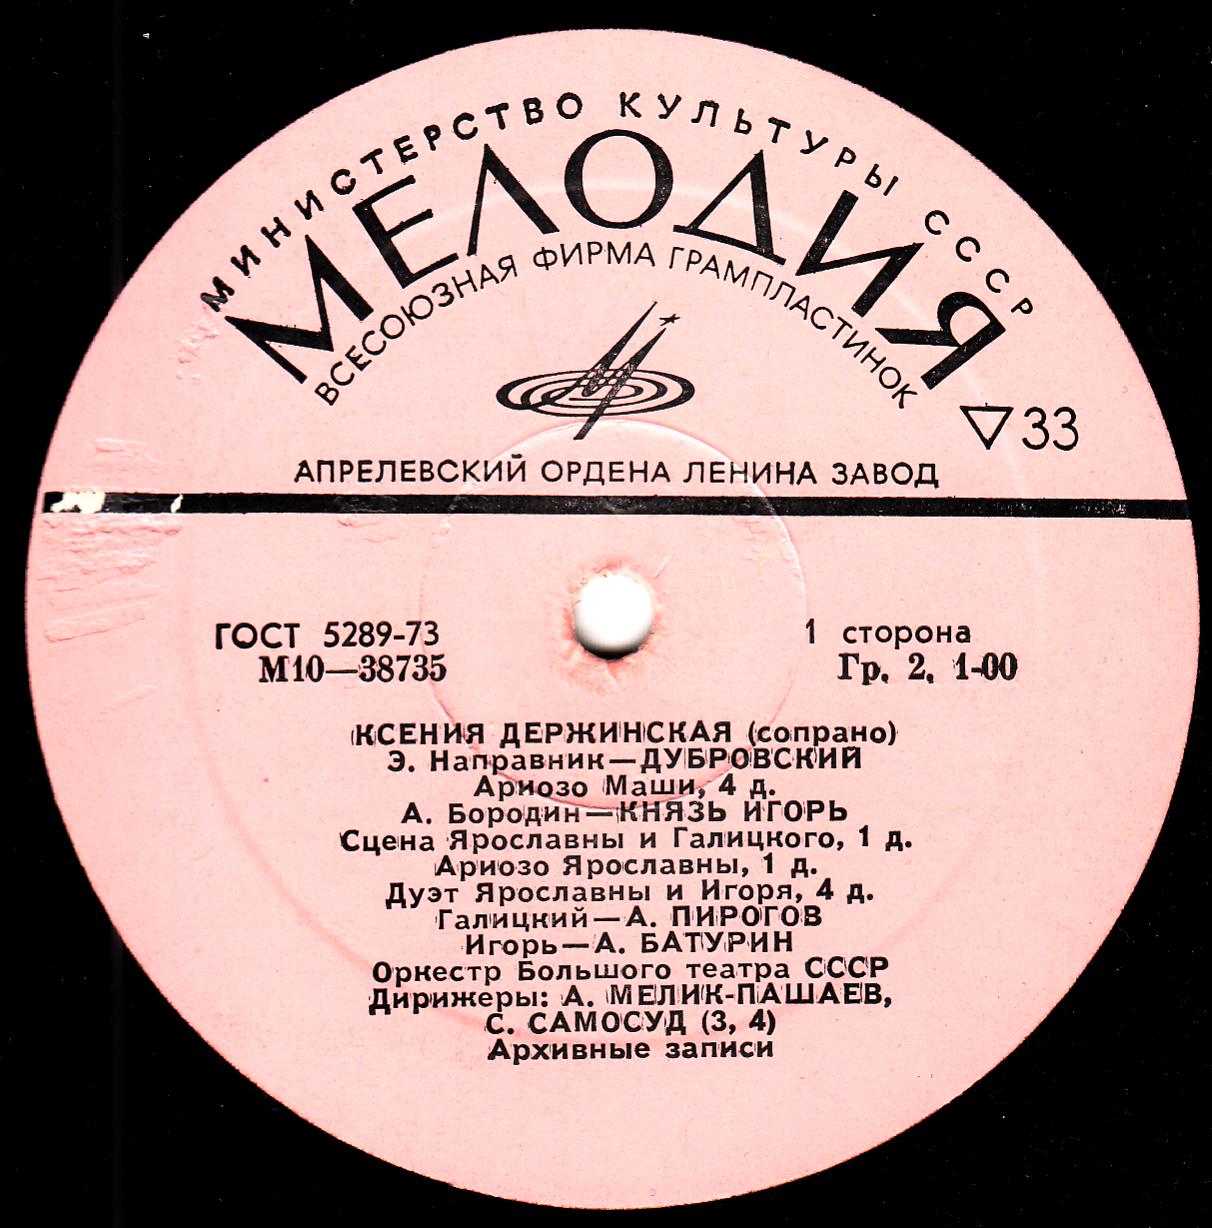 МИНИСТЕРСТВО КУЛЬТУРЫ СССР
МЕЛОДИЯ
ВСЕСОЮЗНАЯ ФИРМА ГРАМПЛАСТИНОК
33
АПРЕЛЕВСКИЙ ОРДЕНА ЛЕНИНА ЗАВОД
ГОСТ 5289-73
М10—38735
1 сторона
Гр. 2, 1-00
КСЕНИЯ ДЕРЖИНСКАЯ (сопрано)
Э. Направник—ДУБРОВСКИЙ
Ариозо Маши, 4 д.
А. Бородин—КНЯЗЬ ИГОРЬ
Сцена Ярославны и Галицкого, 1 д.
Ариозо Ярославны, 1 д.
Дуэт Ярославны и Игоря, 4 д.
Галицкий—А. ПИРОГОВ
Игорь—А. БАТУРИН
Оркестр Большого театра СССР
Дирижеры: А. МЕЛИК-ПАШАЕВ,
С. САМОСУД (3, 4)
Архивные записи